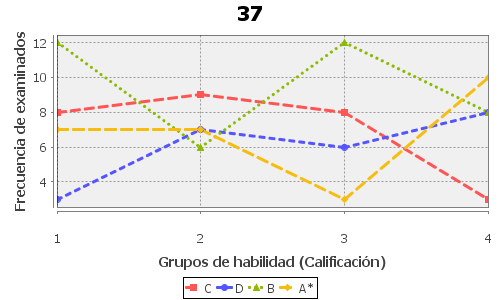 37
Frecuencia de examinados
12
10
8
6
4
1 2 3 4
Grupos de habilidad (Calificación)
C D B A*